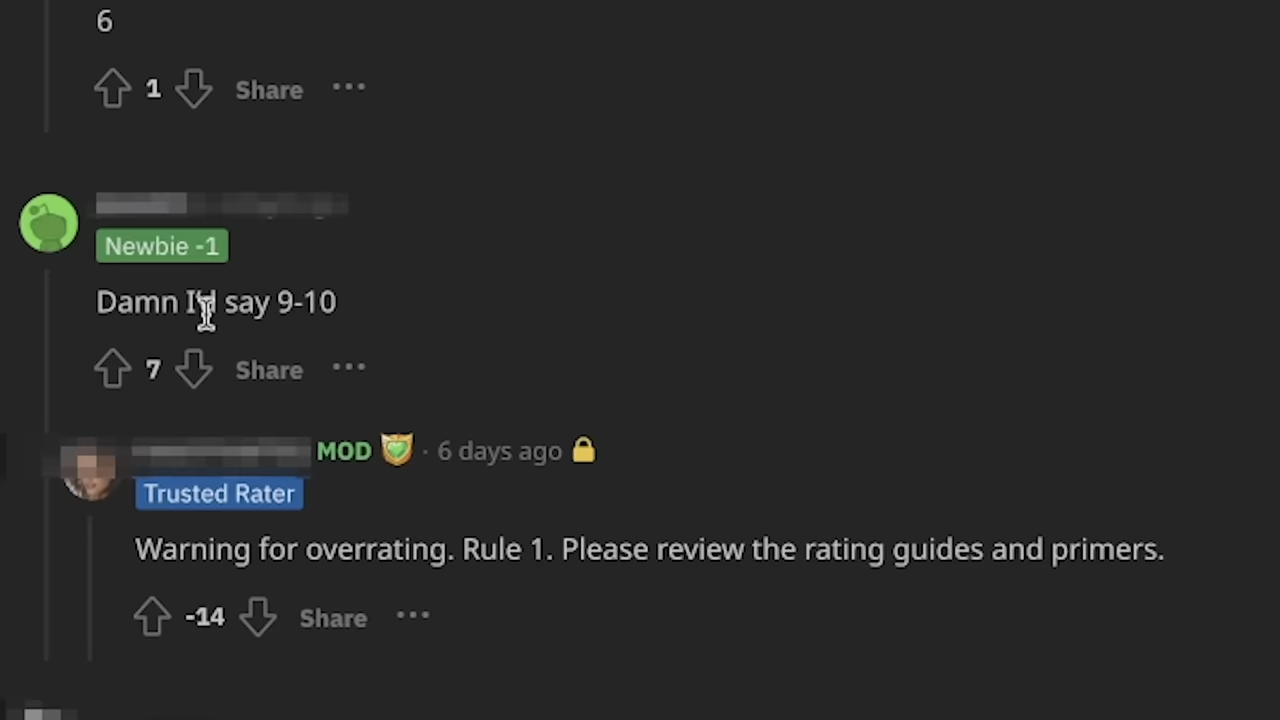 6
1 Share ...
Newbie -1
Damn I'd say 9-10
7 Share ...
MOD · 6 days ago
Trusted Rater
Warning for overrating. Rule 1. Please review the rating guides and primers.
-14 Share ...